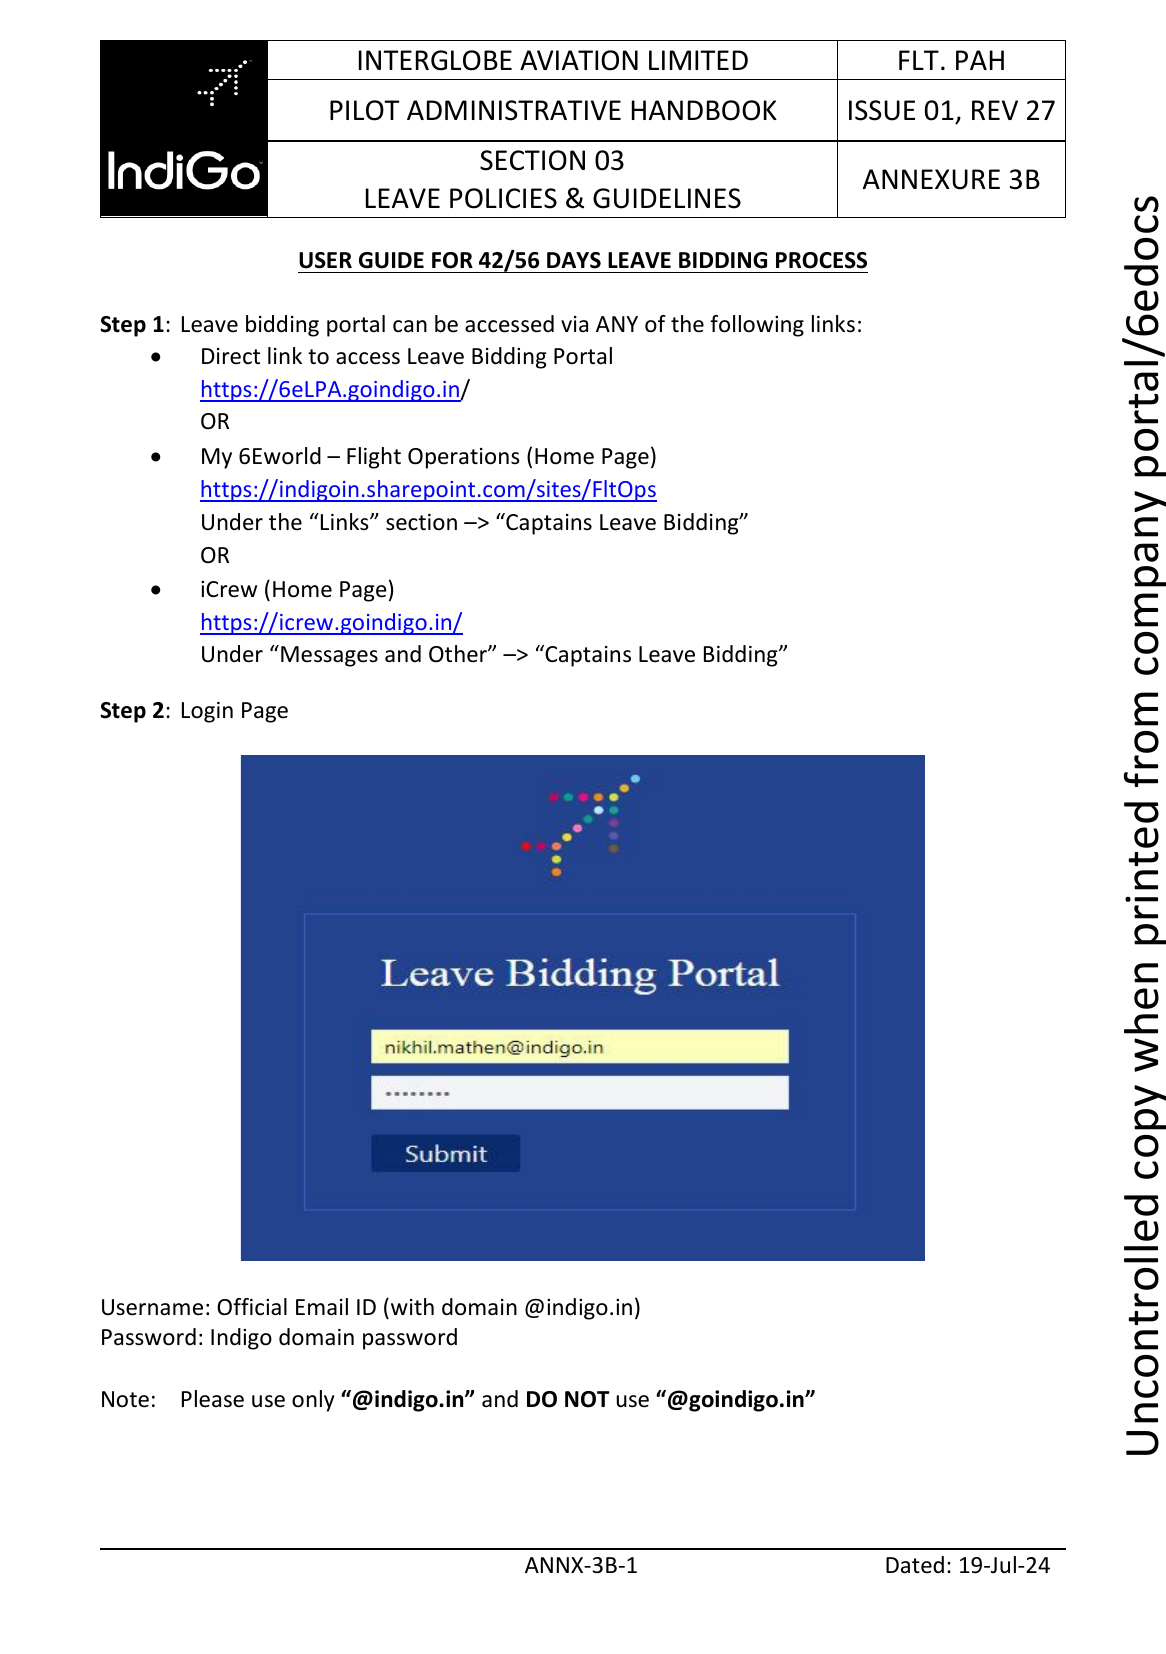 IndiGo
INTERGLOBE AVIATION LIMITED
FLT. PAH
PILOT ADMINISTRATIVE HANDBOOK
ISSUE 01, REV 27
SECTION 03
LEAVE POLICIES & GUIDELINES
ANNEXURE 3B
USER GUIDE FOR 42/56 DAYS LEAVE BIDDING PROCESS
Step 1: Leave bidding portal can be accessed via ANY of the following links:
• Direct link to access Leave Bidding Portal
https://6eLPA.goindigo.in/
OR
• My 6Eworld – Flight Operations (Home Page)
https://indigoin.sharepoint.com/sites/FltOps
Under the “Links” section –> “Captains Leave Bidding”
OR
• iCrew (Home Page)
https://icrew.goindigo.in/
Under “Messages and Other” –> “Captains Leave Bidding”
Step 2: Login Page
Leave Bidding Portal
nikhil.mathen@indigo.in
••••••••
Submit
Username: Official Email ID (with domain @indigo.in)
Password: Indigo domain password
Note: Please use only “@indigo.in” and DO NOT use “@goindigo.in”
ANNX-3B-1
Dated: 19-Jul-24
Uncontrolled copy when printed from company portal/6edocs